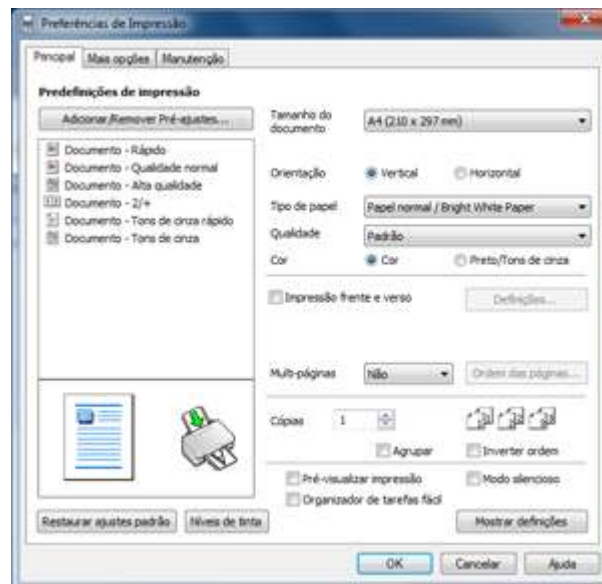 Preferências de Impressão
Principal Mais opções Manutenção
Predefinições de impressão
Adicionar/Remover Pré-ajustes...
Documento - Rápido
Documento - Qualidade normal
Documento - Alta qualidade
Documento - 2/+
Documento - Tons de cinza rápido
Documento - Tons de cinza
Restaurar ajustes padrão Níveis de tinta
Tamanho do
documento
A4 (210 x 297 mm)
Orientação Vertical Horizontal
Tipo de papel Papel normal / Bright White Paper
Qualidade Padrão
Cor Cor Preto/Tons de cinza
Impressão frente e verso Definições...
Multi-páginas Não Ordem das páginas...
Cópias 1
Agrupar Inverter ordem
Pré-visualizar impressão Modo silencioso
Organizador de tarefas fácil
Mostrar definições
OK Cancelar Ajuda